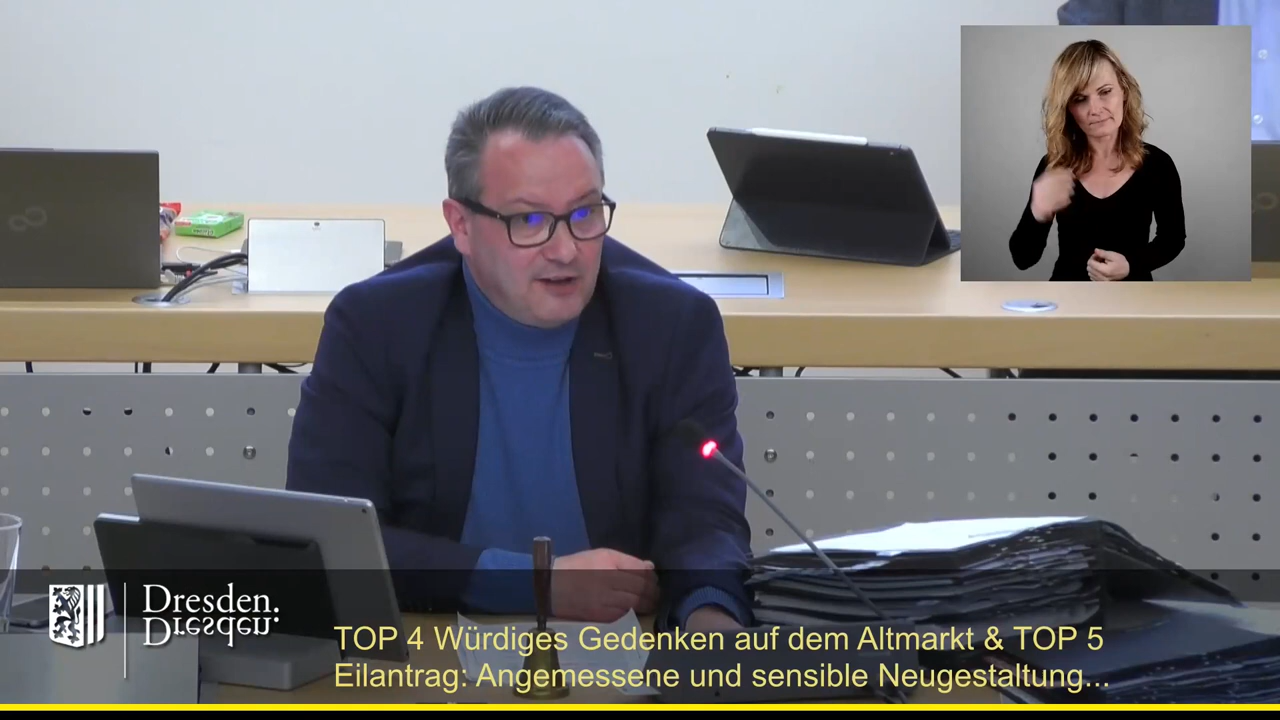 Dresden.
Dresden.
TOP 4 Würdiges Gedenken auf dem Altmarkt & TOP 5
Eilantrag: Angemessene und sensible Neugestaltung...